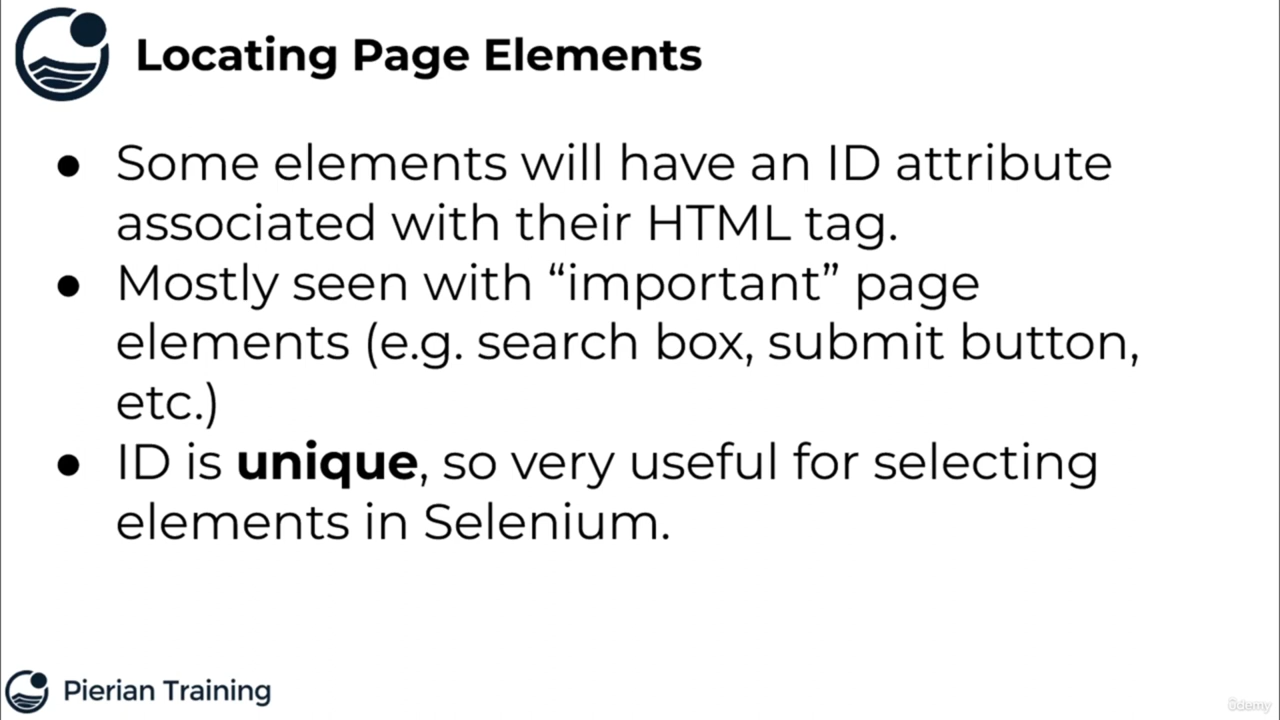 Locating Page Elements
● Some elements will have an ID attribute
associated with their HTML tag.
● Mostly seen with “important” page
elements (e.g. search box, submit button,
etc.)
● ID is unique, so very useful for selecting
elements in Selenium.
Pierian Training
ûdemy